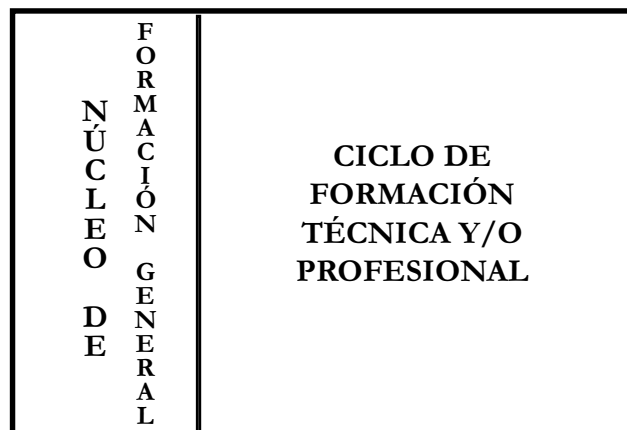 NÚCLEO DE
FORMACIÓN GENERAL
CICLO DE
FORMACIÓN
TÉCNICA Y/O
PROFESIONAL